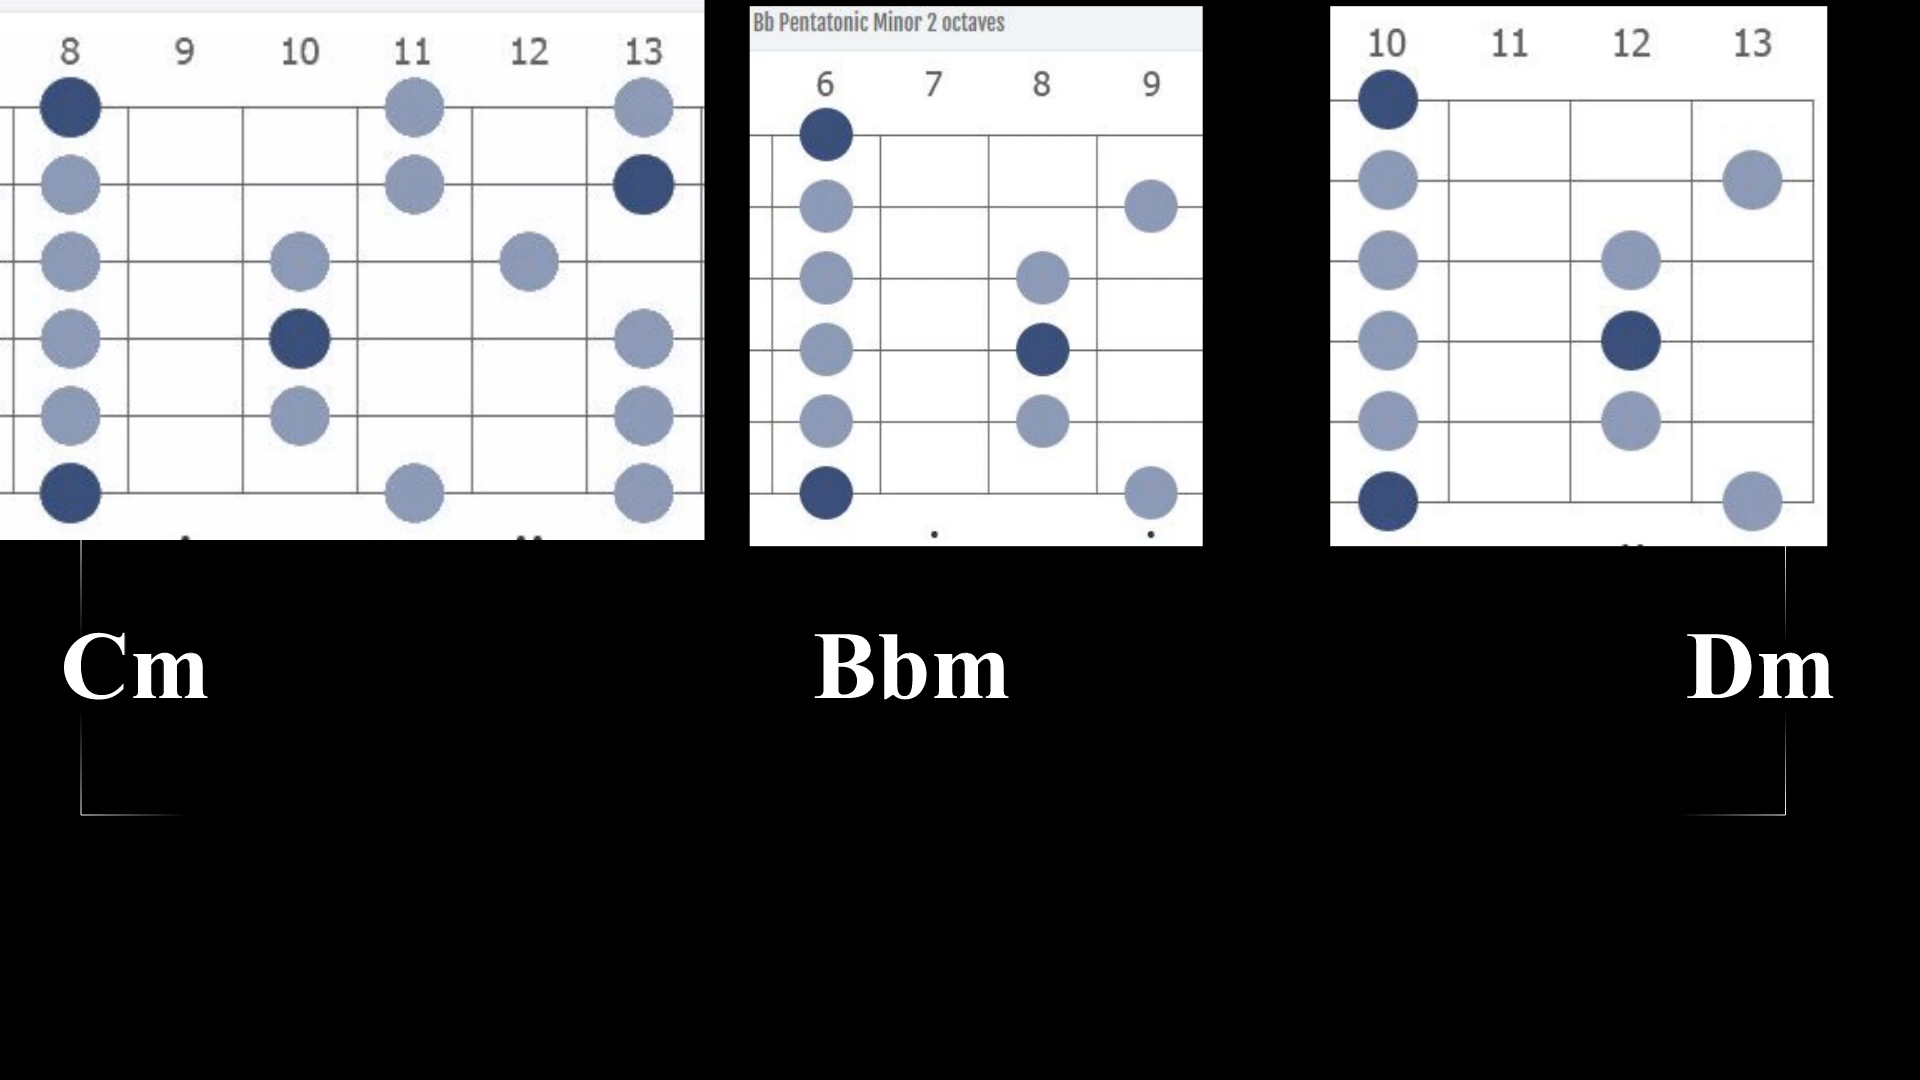 8 9 10 11 12 13
Bb Pentatonic Minor 2 octaves
6 7 8 9
10 11 12 13
Cm
Bbm
Dm